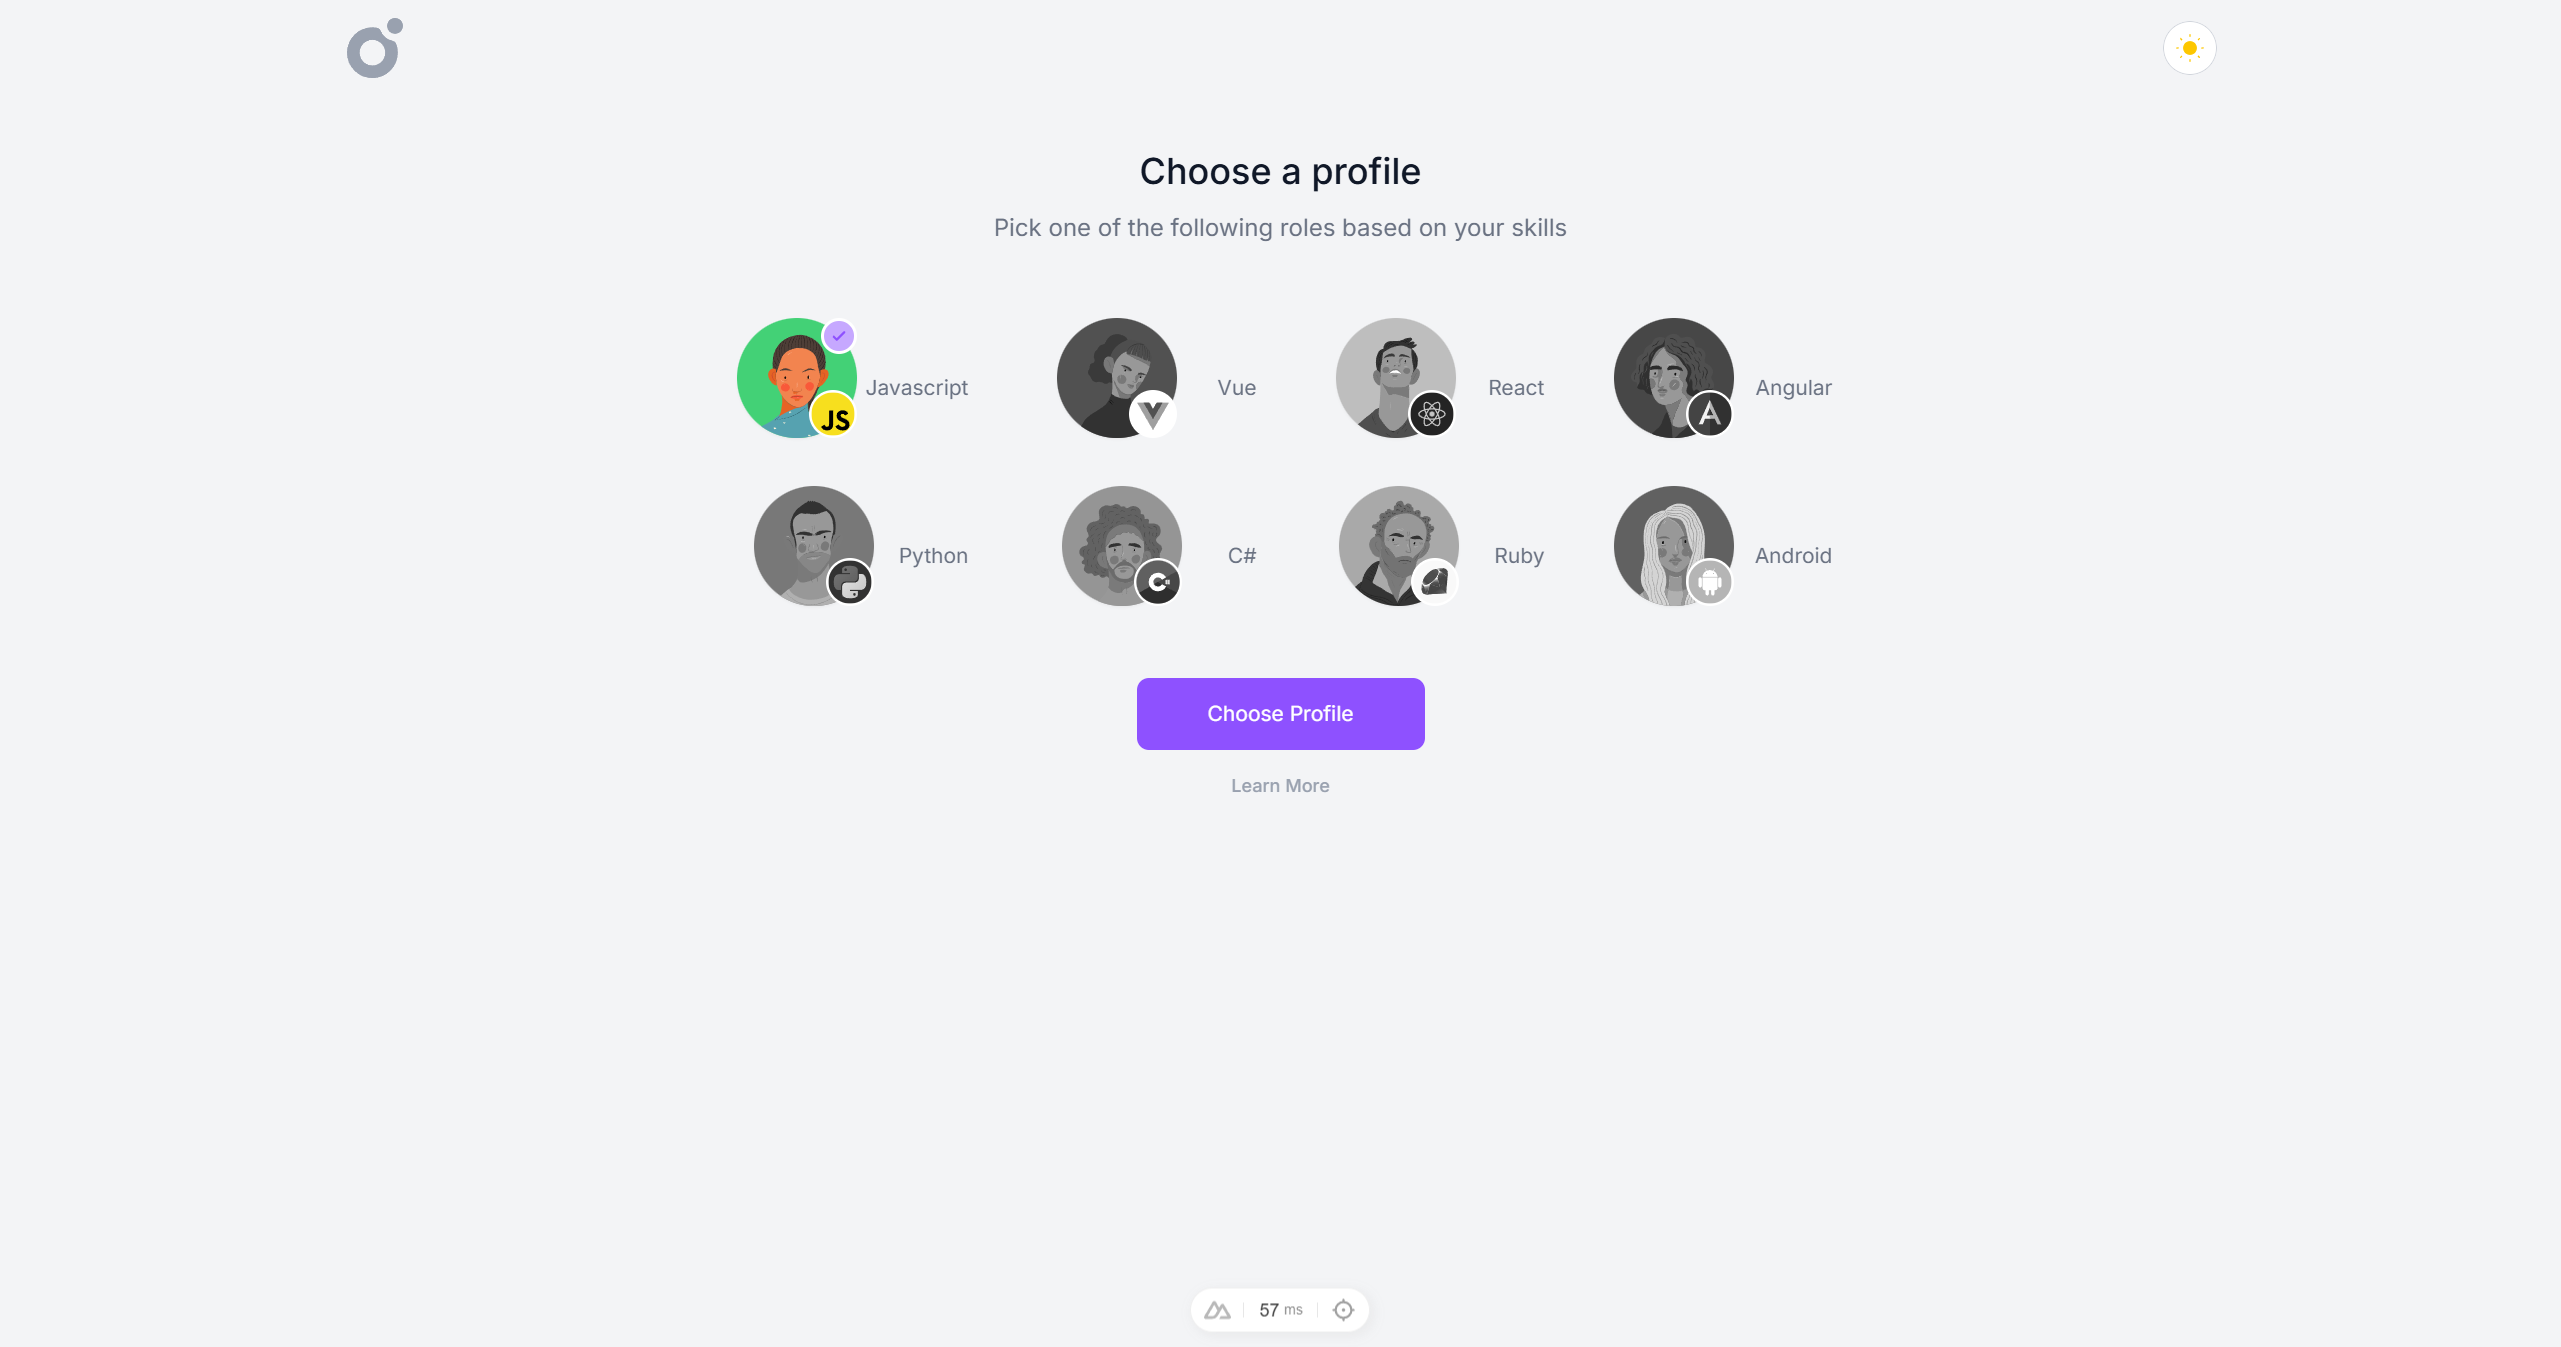 Choose a profile
Pick one of the following roles based on your skills
JS
Javascript
Vue
React
Angular
Python
C#
Ruby
Android
Choose Profile
Learn More
57 ms